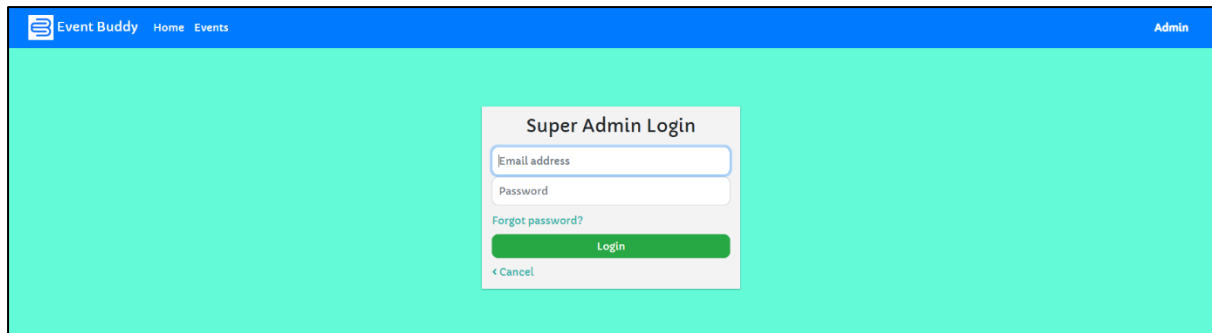 Event Buddy Home Events Admin
Super Admin Login
Email address
Password
Forgot password?
Login
< Cancel